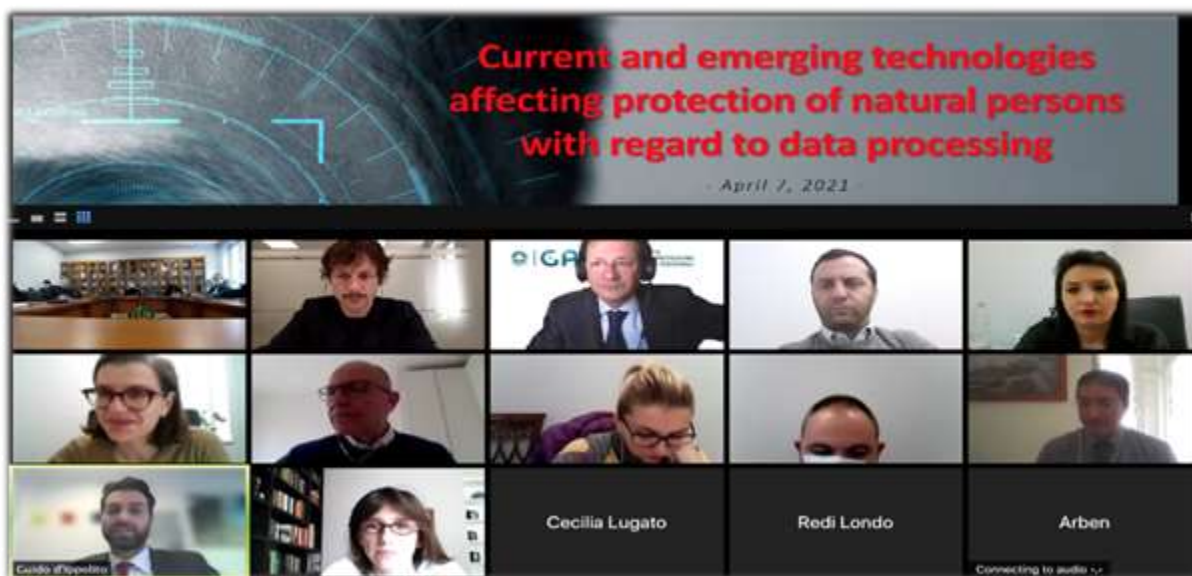 Current and emerging technologies
affecting protection of natural persons
with regard to data processing
- April 7, 2021 -
Cecilia Lugato
Redi Londo
Arben
Guido d'Ippolito
Connecting to audio